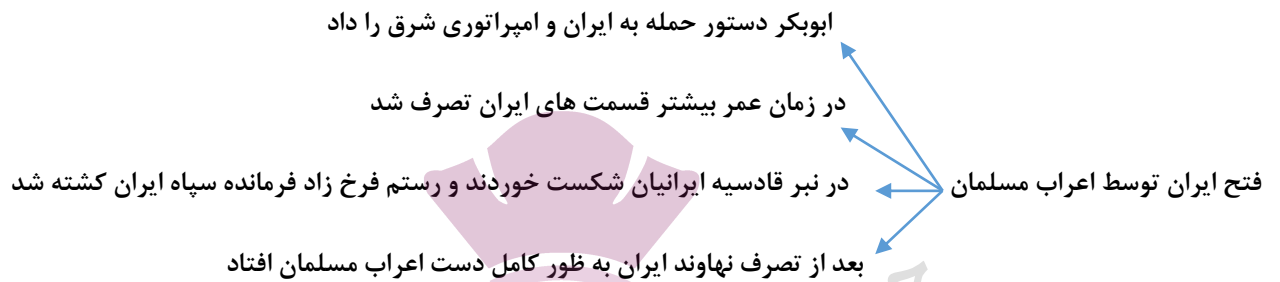 ابوبکر دستور حمله به ایران و امپراتوری شرق را داد
در زمان عمر بیشتر قسمت های ایران تصرف شد
فتح ایران توسط اعراب مسلمان
در نبر قادسیه ایرانیان شکست خوردند و رستم فرخ زاد فرمانده سپاه ایران کشته شد
بعد از تصرف نهاوند ایران به ظور کامل دست اعراب مسلمان افتاد